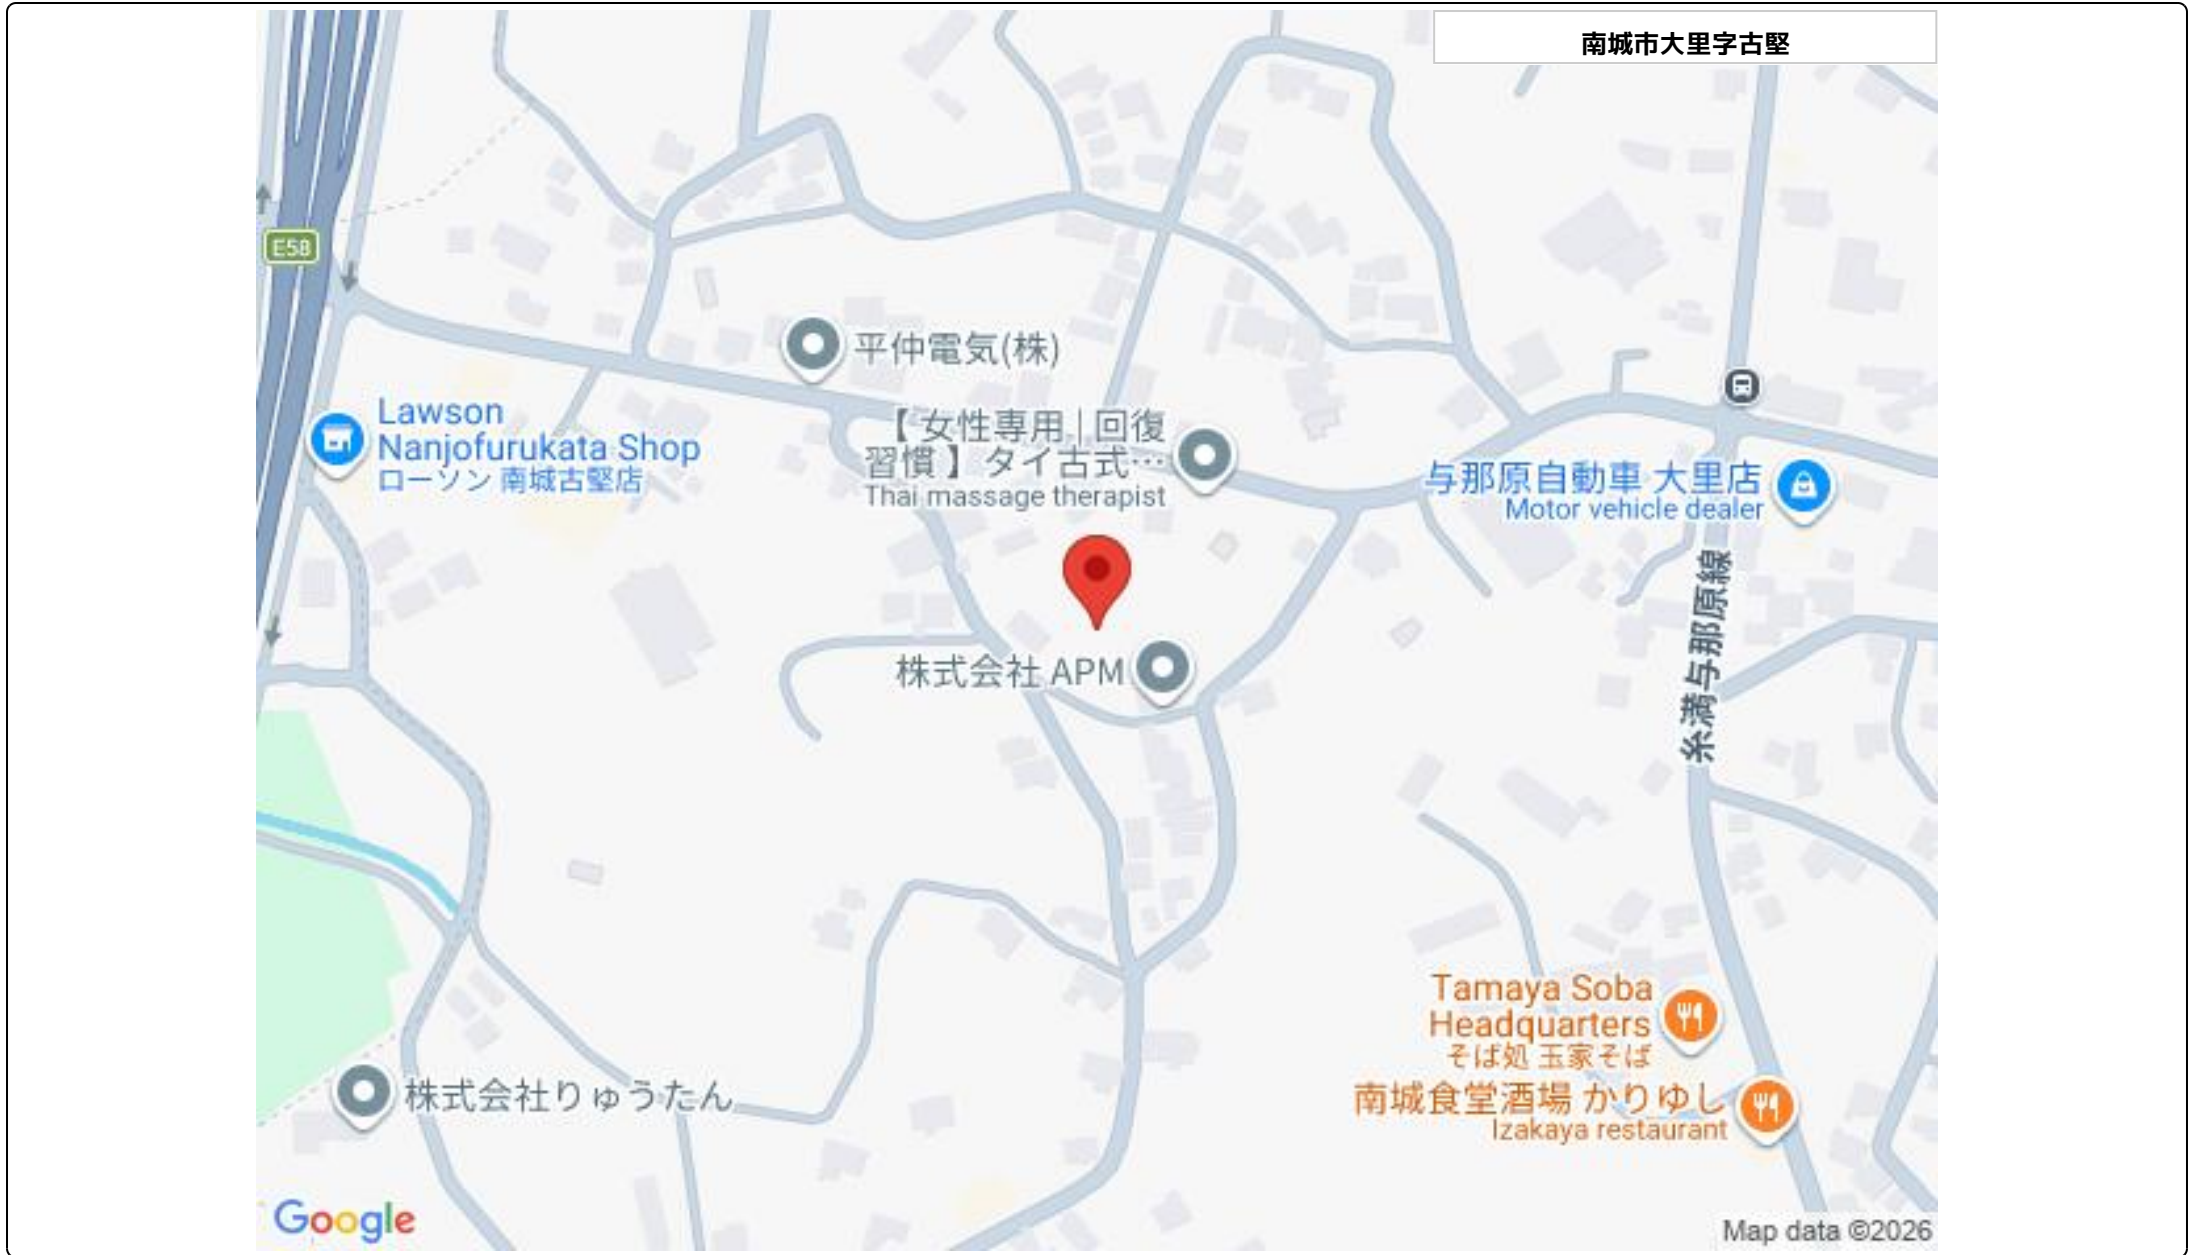 南城市大里字古堅
E58
平仲電気(株)
Lawson
Nanjofurukata Shop
ローソン 南城古堅店
【 女性専用 | 回復
習慣 】 タイ古式…
Thai massage therapist
与那原自動車 大里店
Motor vehicle dealer
糸満与那原線
株式会社 APM
Tamaya Soba
Headquarters
そば処 玉家そば
南城食堂酒場 かりゆし
Izakaya restaurant
株式会社りゅうたん
Google
Map data ©2026